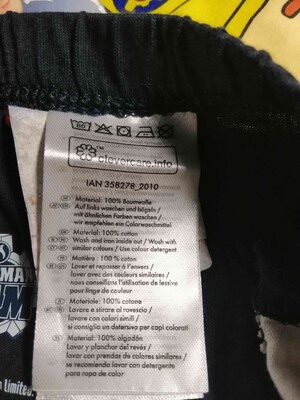 clevercare.info
IAN 358278_2010
Material: 100% Baumwolle
Auf links waschen und bügeln /
mit ähnlichen Farben waschen /
wir empfehlen ein Colorwaschmittel
Material: 100% cotton
Wash and iron inside out / Wash with
similar colours / Use colour detergent
Matière : 100 % coton
Laver et repasser à l'envers /
laver avec des couleurs similaires /
nous conseillons l'utilisation de lessive
pour linge de couleur
Materiale: 100% cotone
Lavare e stirare al rovescio /
lavare con colori simili /
si consiglia un detersivo per capi colorati
Material: 100% algodón
Lavar y planchar del revés /
lavar con prendas de colores similares /
se recomienda lavar con detergente
para ropa de color
MA
M
n Limited.